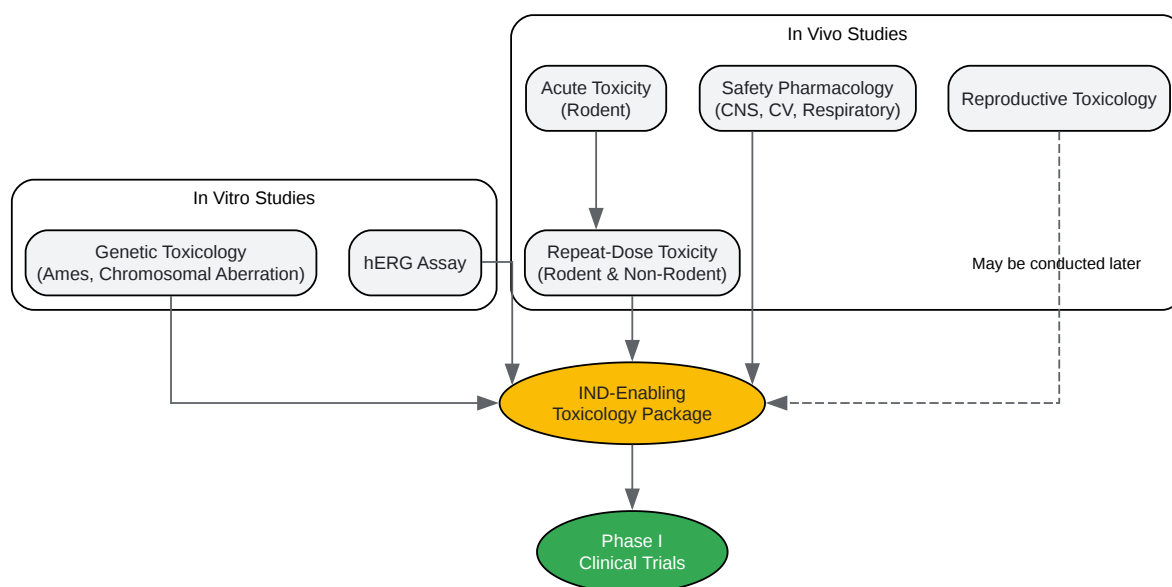 In Vivo Studies
Acute Toxicity
(Rodent)
Safety Pharmacology
(CNS, CV, Respiratory)
Reproductive Toxicology
In Vitro Studies
Genetic Toxicology
(Ames, Chromosomal Aberration)
hERG Assay
Repeat-Dose Toxicity
(Rodent & Non-Rodent)
May be conducted later
IND-Enabling
Toxicology Package
Phase I
Clinical Trials